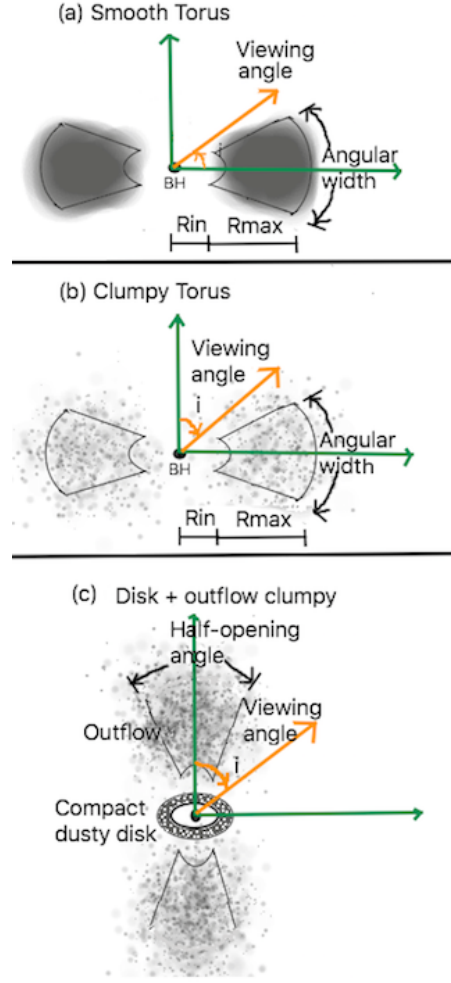 (a) Smooth Torus
Viewing
angle
i
Angular
width
BH
Rin Rmax
(b) Clumpy Torus
Viewing
angle
i
Angular
width
BH
Rin Rmax
(c) Disk + outflow clumpy
Half-opening
angle
Viewing
angle
Outflow
i
Compact
dusty disk